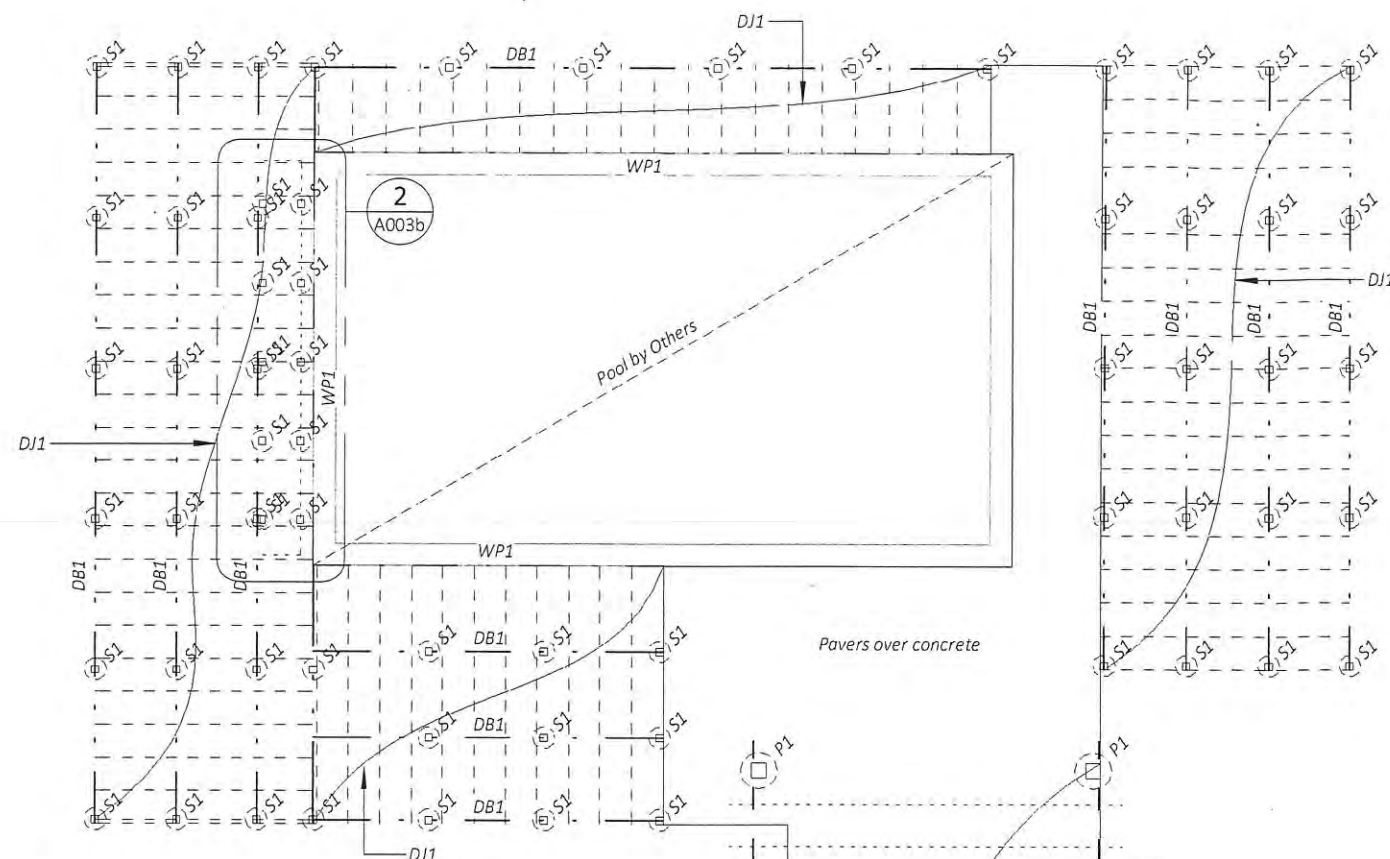 DJ1
S1 S1 S1 S1 S1 DB1 S1 S1 S1 S1 S1 S1 S1 S1
WP1
2
A003b
S1 S1 S1 S1 S1 S1 S1 S1 S1
S1 S1
DJ1
DB1 DB1 DB1 DB1
Pool by Others
S1 S1 S1 S1 S1 S1 S1 S1 S1
WP1
DJ1
S1 S1
S1 S1 S1 S1 S1 S1 S1 S1 S1
WP1
DB1 DB1 DB1
S1 DB1 S1 S1
Pavers over concrete
S1 S1 S1 S1 S1 S1 S1 S1
S1 DB1 S1 S1
P1 P1
S1 S1 S1 S1 S1 DB1 S1 S1
DJ1